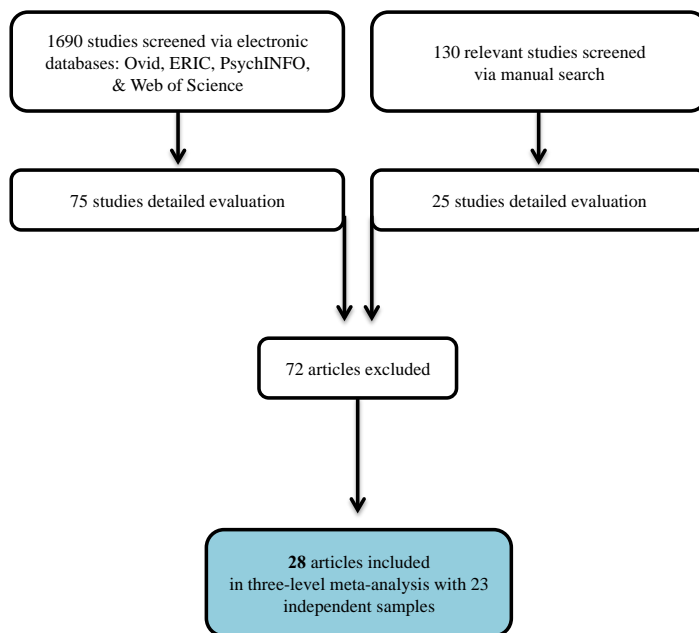 1690 studies screened via electronic
databases: Ovid, ERIC, PsychINFO,
& Web of Science
130 relevant studies screened
via manual search
75 studies detailed evaluation
25 studies detailed evaluation
72 articles excluded
28 articles included
in three-level meta-analysis with 23
independent samples